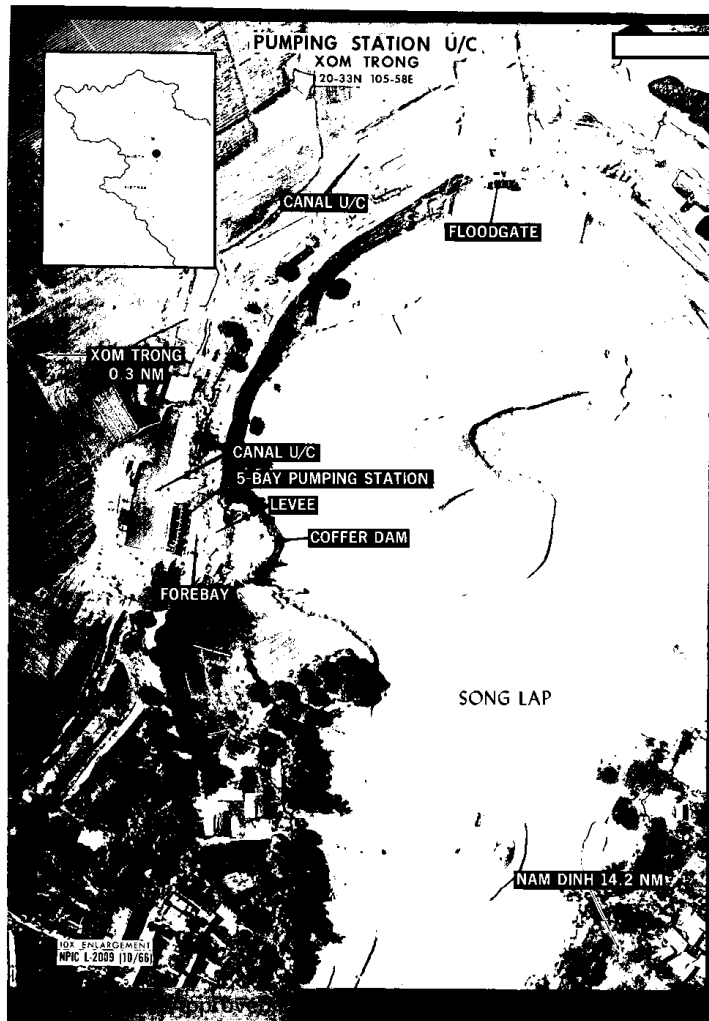 PUMPING STATION U/C
XOM TRONG
20-33N 105-58E
CANAL U/C
FLOODGATE
XOM TRONG
0.3 NM
CANAL U/C
5-BAY PUMPING STATION
LEVEE
COFFER DAM
FOREBAY
SONG LAP
NAM DINH 14.2 NM
10X ENLARGEMENT
NPIC L-2009 (10/66)